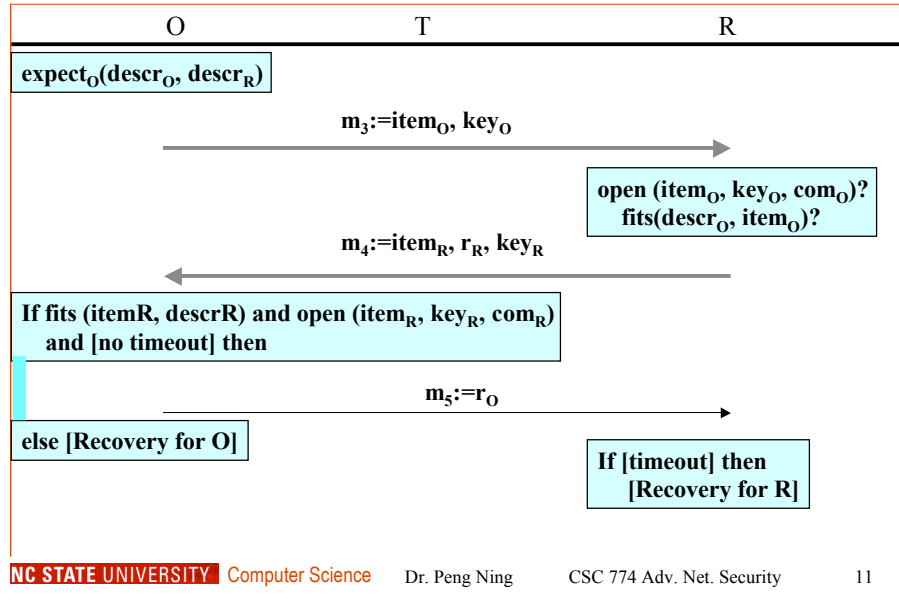 O T R
expectO(descrO, descrR)
m3:=itemO, keyO
open (itemO, keyO, comO)?
fits(descrO, itemO)?
m4:=itemR, rR, keyR
If fits (itemR, descrR) and open (itemR, keyR, comR)
and [no timeout] then
m5:=rO
else [Recovery for O]
If [timeout] then
[Recovery for R]
NC STATE UNIVERSITY Computer Science Dr. Peng Ning CSC 774 Adv. Net. Security 11